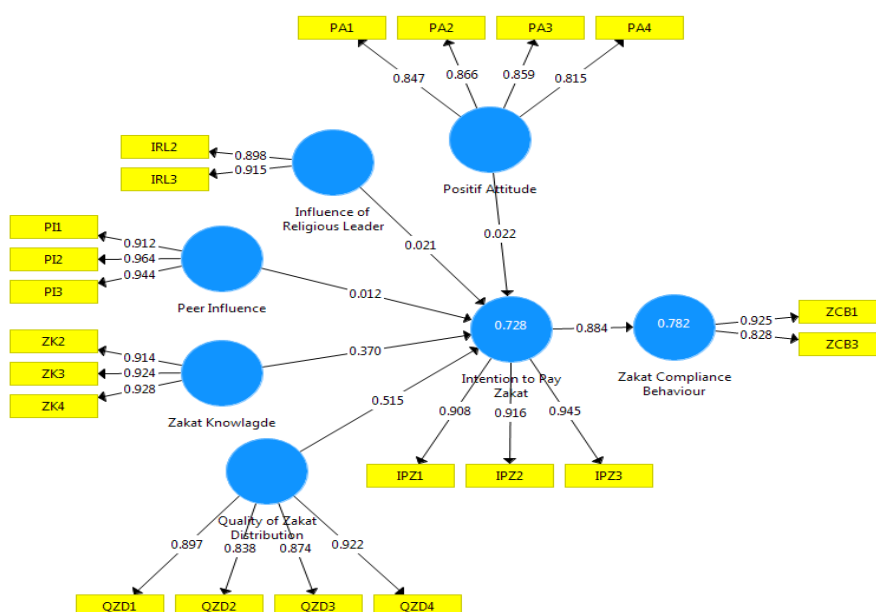 PA1 PA2 PA3 PA4
0.847 0.866 0.859 0.815
Positif Attitude
IRL2
IRL3
0.898
0.915
Influence of
Religious Leader
0.022
0.021
PI1
PI2
PI3
0.912
0.964
0.944
Peer Influence
0.012
ZK2
ZK3
ZK4
0.914
0.924
0.928
Zakat Knowlagde
0.370
0.728
Intention to Pay
Zakat
0.884
0.782
Zakat Compliance
Behaviour
0.925
0.828
ZCB1
ZCB3
0.515
0.908 0.916 0.945
IPZ1 IPZ2 IPZ3
Quality of Zakat
Distribution
0.897 0.838 0.874 0.922
QZD1 QZD2 QZD3 QZD4